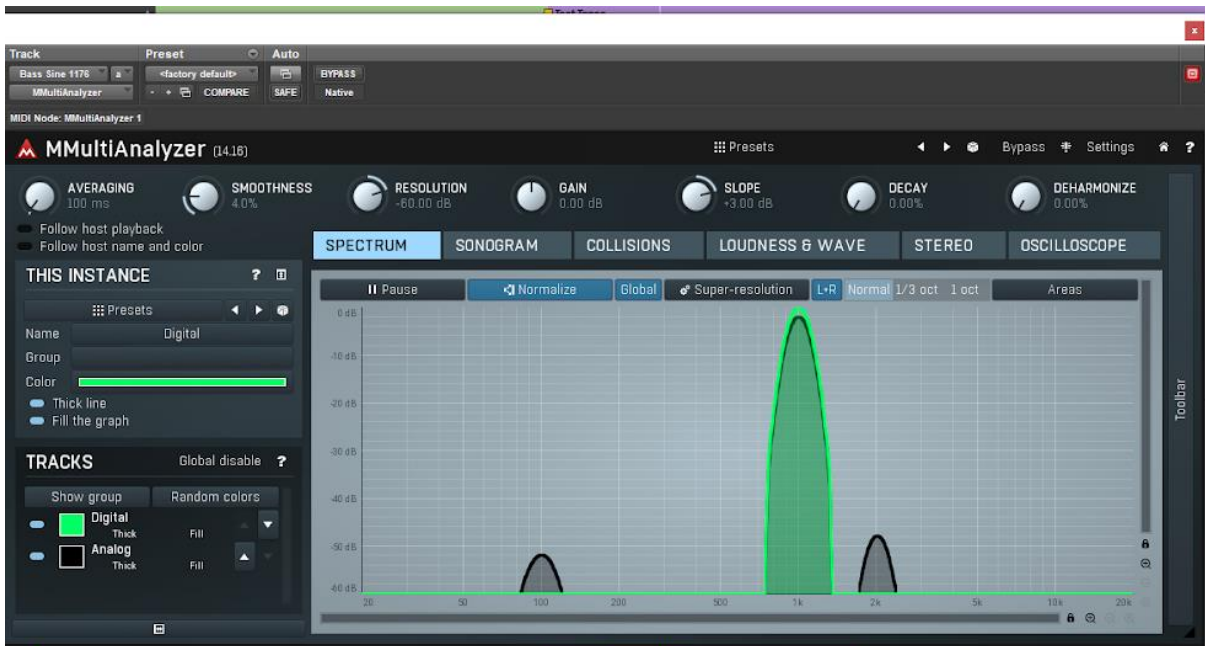 Track Preset Auto
Bass Sine 1176 a <factory default> BYPASS
MMultiAnalyzer - + COMPARE SAFE Native
MIDI Node: MMultiAnalyzer 1
MMultiAnalyzer (14.16) Presets Bypass Settings ?
AVERAGING SMOOTHNESS RESOLUTION GAIN SLOPE DECAY DEHARMONIZE
100 ms 4.0% -60.00 dB 0.00 dB +3.00 dB 0.00% 0.00%
Follow host playback
Follow host name and color
SPECTRUM SONOGRAM COLLISIONS LOUDNESS & WAVE STEREO OSCILLOSCOPE
THIS INSTANCE ?
Presets
Name Digital
Group
Color
Thick line
Fill the graph
TRACKS Global disable ?
Show group Random colors
Digital
Thick Fill
Analog
Thick Fill
Pause Normalize Global Super-resolution L+R Normal 1/3 oct 1 oct Areas
0 dB
-10 dB
-20 dB
-30 dB
-40 dB
-50 dB
-60 dB
20 50 100 200 500 1k 2k 5k 10k 20k
Toolbar